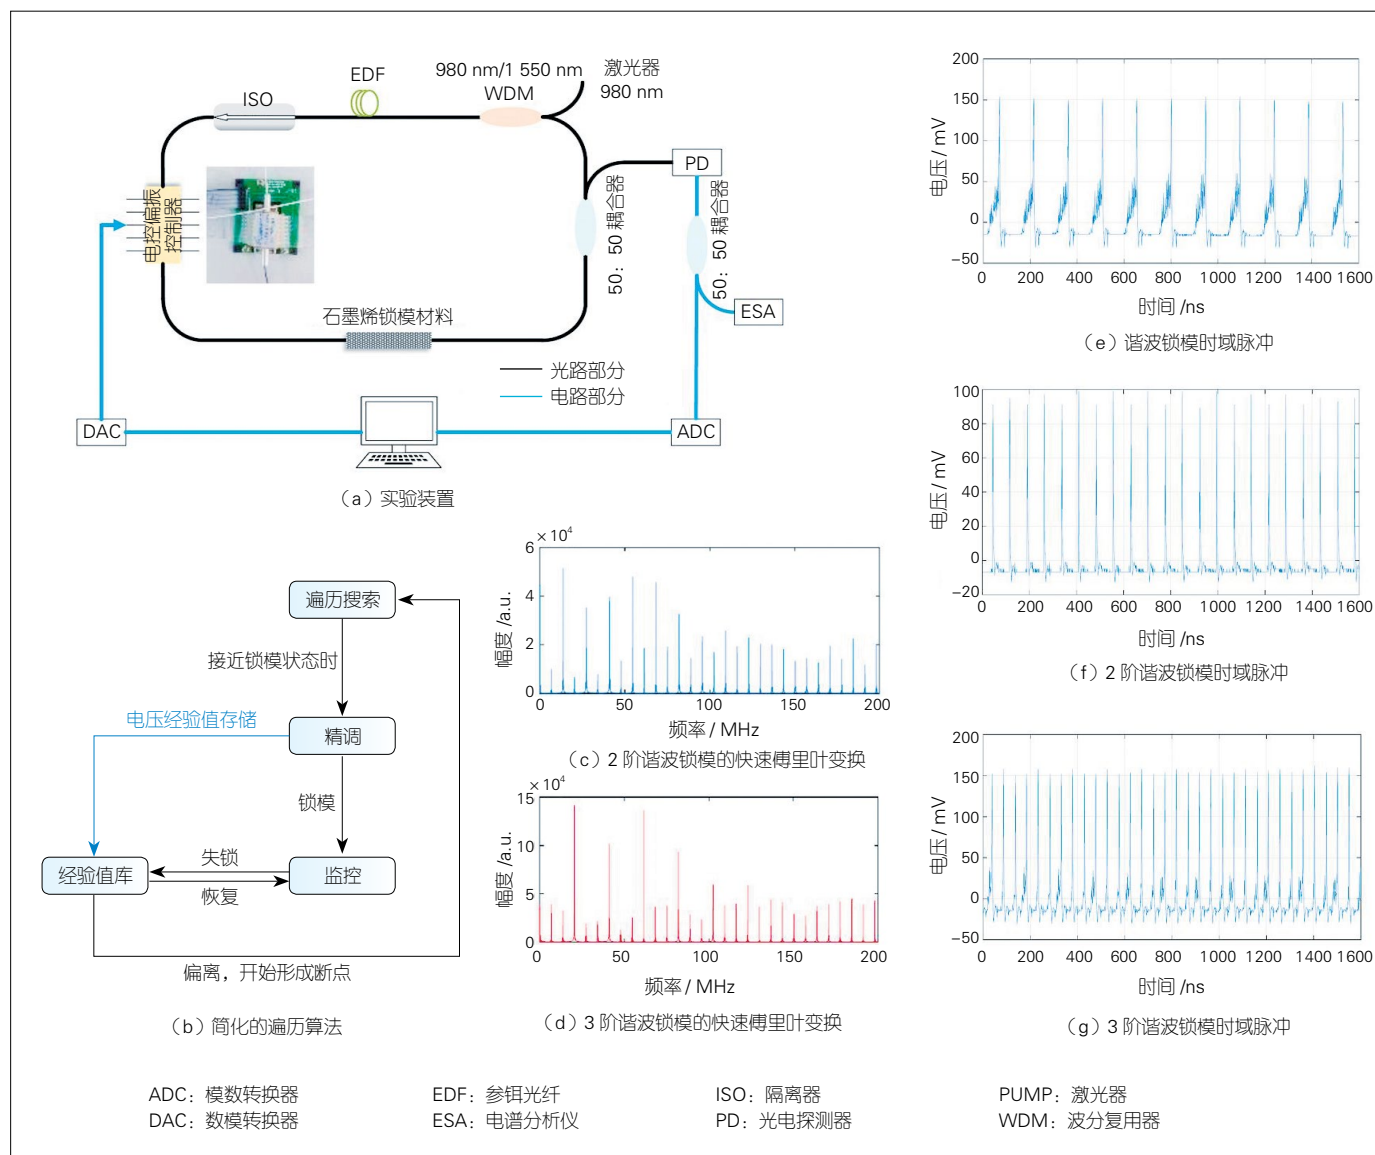 EDF
980 nm/1 550 nm
WDM
激光器
980 nm
ISO
PD
电控偏振
控制器
50：50 耦合器
50：50 耦合器
ESA
石墨烯锁模材料
光路部分
电路部分
DAC
ADC
（a）实验装置
遍历搜索
接近锁模状态时
电压经验值存储
精调
锁模
经验值库
失锁
恢复
监控
偏离，开始形成断点
（b）简化的遍历算法
×10⁴
6
4
2
0
幅度 /a.u.
0 50 100 150 200
频率 / MHz
（c）2 阶谐波锁模的快速傅里叶变换
×10⁴
15
10
5
0
幅度 /a.u.
0 50 100 150 200
频率 / MHz
（d）3 阶谐波锁模的快速傅里叶变换
200
150
100
50
0
−50
电压 / mV
0 200 400 600 800 1000 1200 1400 1600
时间 /ns
（e）谐波锁模时域脉冲
100
80
60
40
20
0
−20
电压 / mV
0 200 400 600 800 1000 1200 1400 1600
时间 /ns
（f）2 阶谐波锁模时域脉冲
200
150
100
50
0
−50
电压 / mV
0 200 400 600 800 1000 1200 1400 1600
时间 /ns
（g）3 阶谐波锁模时域脉冲
ADC：模数转换器 EDF：参铒光纤 ISO：隔离器 PUMP：激光器
DAC：数模转换器 ESA：电谱分析仪 PD：光电探测器 WDM：波分复用器